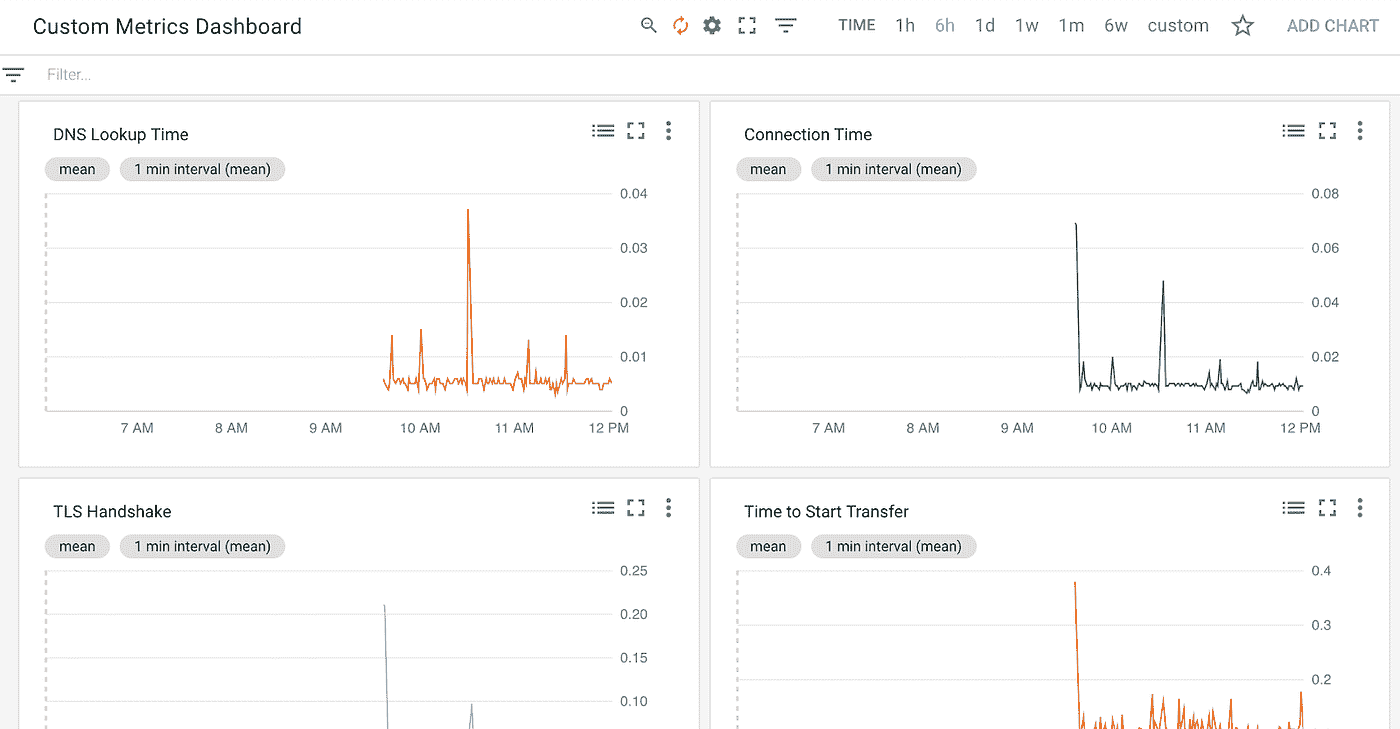 Custom Metrics Dashboard TIME 1h 6h 1d 1w 1m 6w custom ADD CHART
Filter...
DNS Lookup Time
mean 1 min interval (mean)
0.04
0.03
0.02
0.01
0
7 AM 8 AM 9 AM 10 AM 11 AM 12 PM
Connection Time
mean 1 min interval (mean)
0.08
0.06
0.04
0.02
0
7 AM 8 AM 9 AM 10 AM 11 AM 12 PM
TLS Handshake
mean 1 min interval (mean)
0.25
0.20
0.15
0.10
Time to Start Transfer
mean 1 min interval (mean)
0.4
0.3
0.2